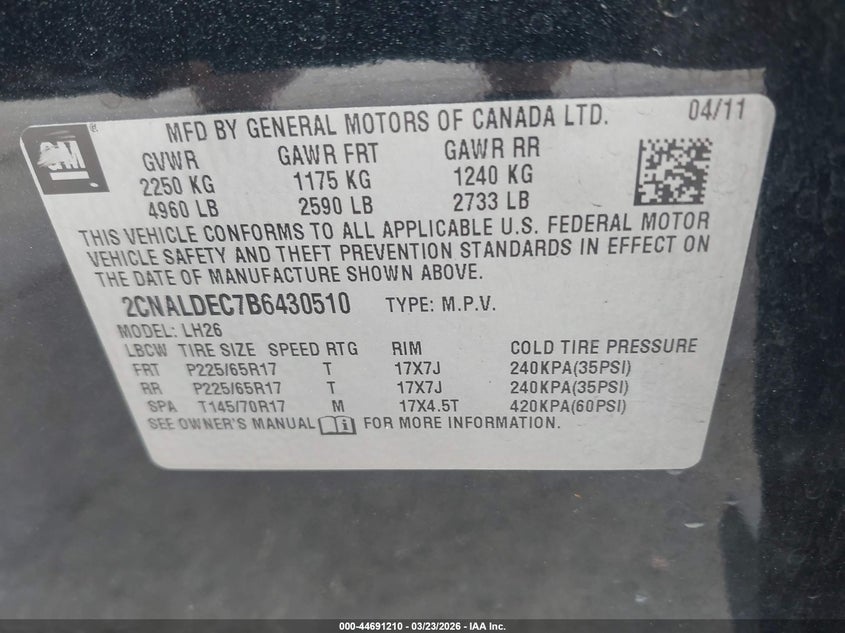 GM
®
MFD BY GENERAL MOTORS OF CANADA LTD. 04/11
GVWR GAWR FRT GAWR RR
2250 KG 1175 KG 1240 KG
4960 LB 2590 LB 2733 LB
THIS VEHICLE CONFORMS TO ALL APPLICABLE U.S. FEDERAL MOTOR
VEHICLE SAFETY AND THEFT PREVENTION STANDARDS IN EFFECT ON
THE DATE OF MANUFACTURE SHOWN ABOVE.
2CNALDEC7B6430510 TYPE: M.P.V.
MODEL: LH26
LBCW TIRE SIZE SPEED RTG RIM COLD TIRE PRESSURE
FRT P225/65R17 T 17X7J 240KPA(35PSI)
RR P225/65R17 T 17X7J 240KPA(35PSI)
SPA T145/70R17 M 17X4.5T 420KPA(60PSI)
SEE OWNER'S MANUAL i FOR MORE INFORMATION.
000-44691210 - 03/23/2026 - IAA Inc.